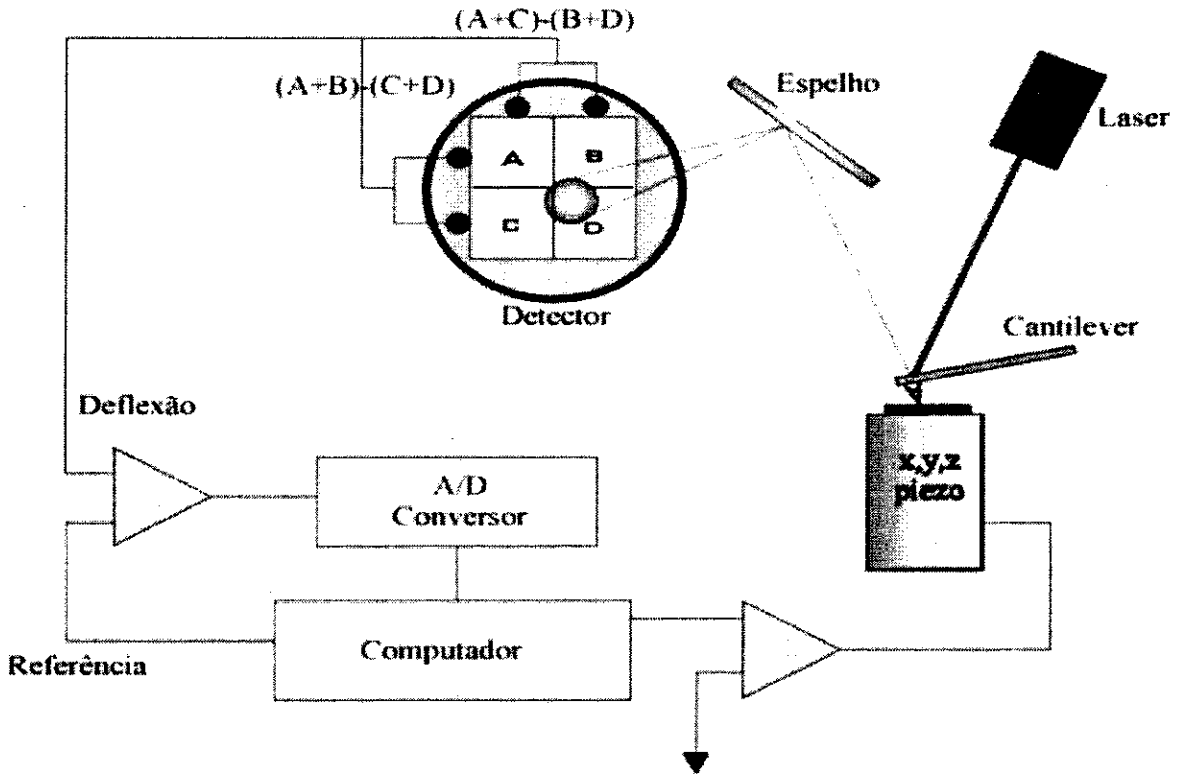 (A+C)-(B+D)
(A+B)-(C+D)
Espelho
Laser
A
B
C
D
Detector
Cantilever
Deflexão
x,y,z
piezo
A/D
Conversor
Computador
Referência